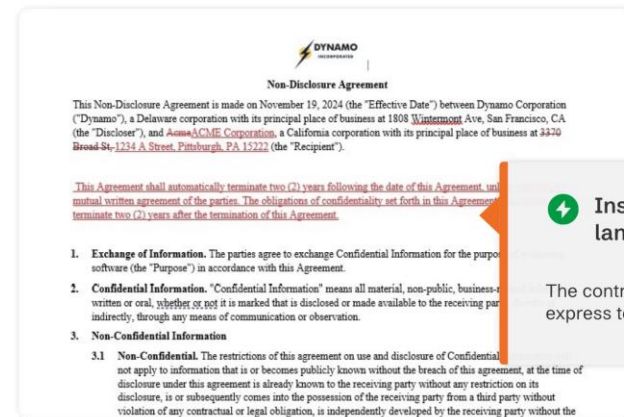 DYNAMO
INCORPORATED
Non-Disclosure Agreement
This Non-Disclosure Agreement is made on November 19, 2024 (the "Effective Date") between Dynamo Corporation
("Dynamo"), a Delaware corporation with its principal place of business at 1808 Wintermont Ave, San Francisco, CA
(the "Discloser"), and AcmeACME Corporation, a California corporation with its principal place of business at 3370
Broad St, 1234 A Street, Pittsburgh, PA 15222 (the "Recipient").
This Agreement shall automatically terminate two (2) years following the date of this Agreement,
mutual written agreement of the parties. The obligations of confidentiality set forth in this Agreement
terminate two (2) years after the termination of this Agreement.
1. Exchange of Information. The parties agree to exchange Confidential Information for the
software (the "Purpose") in accordance with this Agreement.
2. Confidential Information. "Confidential Information" means all material, non-public,
written or oral, whether or not it is marked that is disclosed or made available to the receiving
indirectly, through any means of communication or observation.
3. Non-Confidential Information
3.1 Non-Confidential. The restrictions of this agreement on use and disclosure of Confidential
not apply to information that is or becomes publicly known without the breach of this agreement, at the time of
disclosure under this agreement is already known to the receiving party without any restriction on its
disclosure, is or subsequently comes into the possession of the receiving party from a third party without
violation of any contractual or legal obligation, is independently developed by the receiving party without the
Ins
lan
The contr
express t